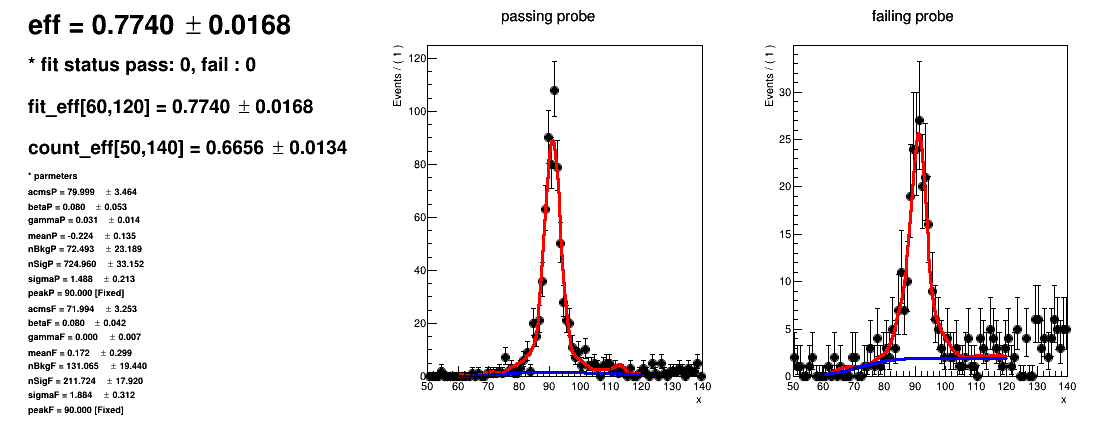 eff = 0.7740 ± 0.0168
* fit status pass: 0, fail : 0
fit_eff[60,120] = 0.7740 ± 0.0168
count_eff[50,140] = 0.6656 ± 0.0134
* parmeters
acmsP = 79.999 ± 3.464
betaP = 0.080 ± 0.053
gammaP = 0.031 ± 0.014
meanP = -0.224 ± 0.135
nBkgP = 72.493 ± 23.189
nSigP = 724.960 ± 33.152
sigmaP = 1.488 ± 0.213
peakP = 90.000 [Fixed]
acmsF = 71.994 ± 3.253
betaF = 0.080 ± 0.042
gammaF = 0.000 ± 0.007
meanF = 0.172 ± 0.299
nBkgF = 131.065 ± 19.440
nSigF = 211.724 ± 17.920
sigmaF = 1.884 ± 0.312
peakF = 90.000 [Fixed]
passing probe
Events / ( 1 )
120
100
80
60
40
20
0
50 60 70 80 90 100 110 120 130 140
x
failing probe
Events / ( 1 )
30
25
20
15
10
5
0
50 60 70 80 90 100 110 120 130 140
x